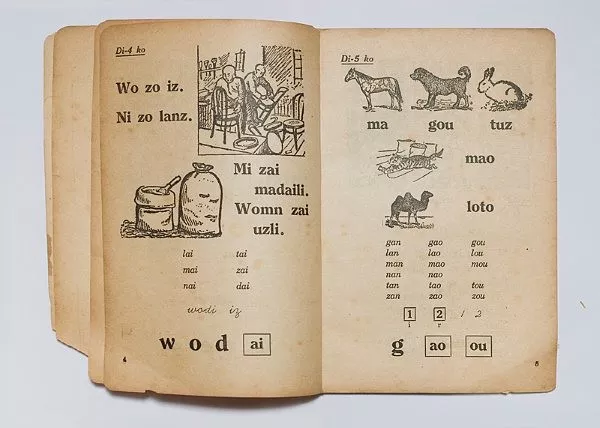 Di-4 ko
Wo zo iz.
Ni zo lanz.
Mi zai
madaili.
Womn zai
uzli.
lai tai
mai zai
nai dai
wodi iz
w o d ai
4
Di-5 ko
ma gou tuz
mao
loto
gan gao gou
lan lao lou
man mao mou
nan nao
tan tao tou
zan zao zou
1 2 1 2
i r
g ao ou
5